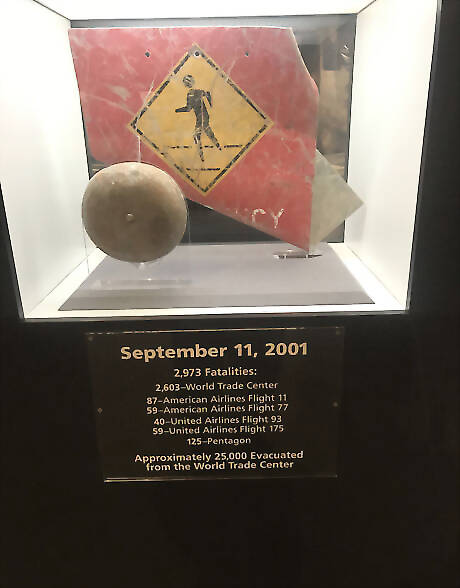 CY
September 11, 2001
2,973 Fatalities:
2,603–World Trade Center
87–American Airlines Flight 11
59–American Airlines Flight 77
40–United Airlines Flight 93
59–United Airlines Flight 175
125–Pentagon
Approximately 25,000 Evacuated
from the World Trade Center